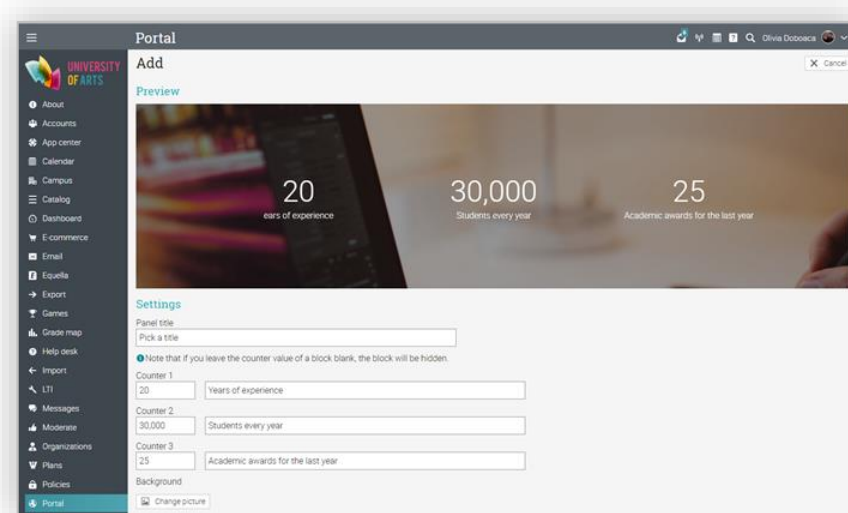 Portal
Olivia Doboaca
UNIVERSITY
OF ARTS
Add
Cancel
Preview
20
ears of experience
30,000
Students every year
25
Academic awards for the last year
About
Accounts
App center
Calendar
Campus
Catalog
Dashboard
E-commerce
Email
Equella
Export
Games
Grade map
Help desk
Import
LTI
Messages
Moderate
Organizations
Plans
Policies
Portal
Settings
Panel title
Pick a title
Note that if you leave the counter value of a block blank, the block will be hidden.
Counter 1
20 Years of experience
Counter 2
30,000 Students every year
Counter 3
25 Academic awards for the last year
Background
Change picture